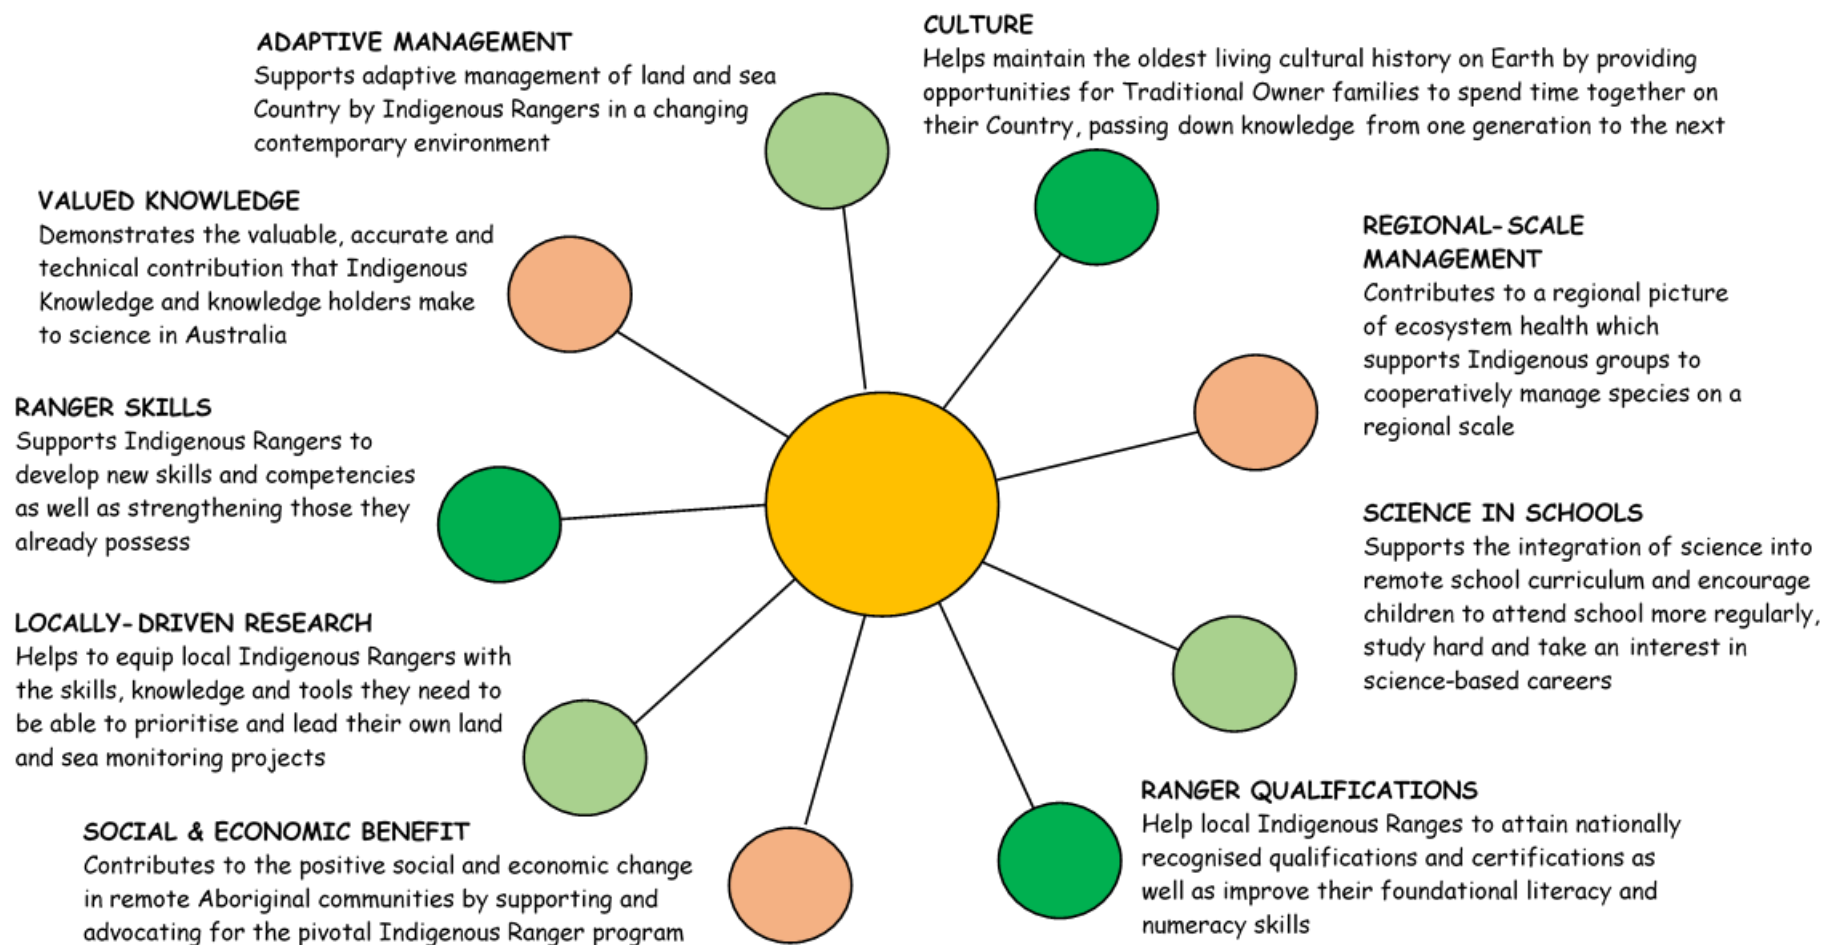 ADAPTIVE MANAGEMENT
Supports adaptive management of land and sea
Country by Indigenous Rangers in a changing
contemporary environment
CULTURE
Helps maintain the oldest living cultural history on Earth by providing
opportunities for Traditional Owner families to spend time together on
their Country, passing down knowledge from one generation to the next
VALUED KNOWLEDGE
Demonstrates the valuable, accurate and
technical contribution that Indigenous
Knowledge and knowledge holders make
to science in Australia
REGIONAL-SCALE
MANAGEMENT
Contributes to a regional picture
of ecosystem health which
supports Indigenous groups to
cooperatively manage species on a
regional scale
RANGER SKILLS
Supports Indigenous Rangers to
develop new skills and competencies
as well as strengthening those they
already possess
SCIENCE IN SCHOOLS
Supports the integration of science into
remote school curriculum and encourage
children to attend school more regularly,
study hard and take an interest in
science-based careers
LOCALLY-DRIVEN RESEARCH
Helps to equip local Indigenous Rangers with
the skills, knowledge and tools they need to
be able to prioritise and lead their own land
and sea monitoring projects
RANGER QUALIFICATIONS
Help local Indigenous Ranges to attain nationally
recognised qualifications and certifications as
well as improve their foundational literacy and
numeracy skills
SOCIAL & ECONOMIC BENEFIT
Contributes to the positive social and economic change
in remote Aboriginal communities by supporting and
advocating for the pivotal Indigenous Ranger program